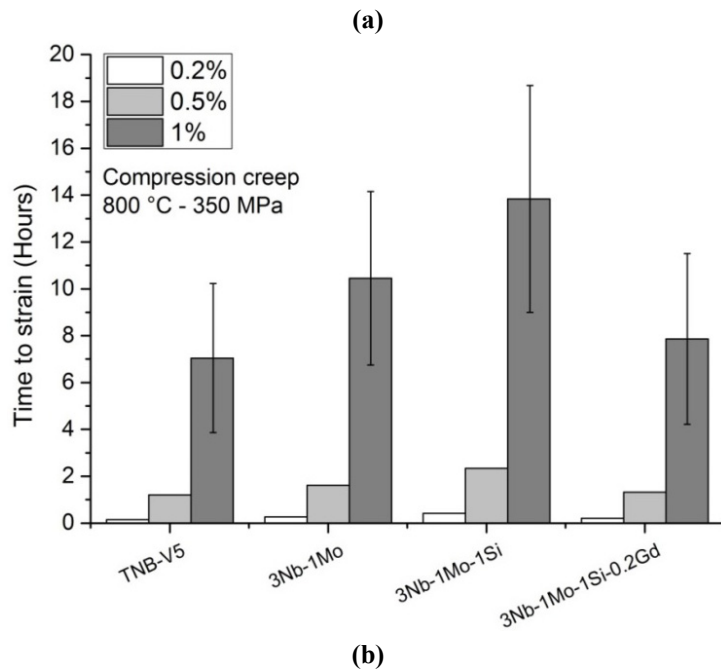 (a)
20
18
16
14
12
10
8
6
4
2
0
Time to strain (Hours)
0.2%
0.5%
1%
Compression creep
800 °C - 350 MPa
TNB-V5
3Nb-1Mo
3Nb-1Mo-1Si
3Nb-1Mo-1Si-0.2Gd
(b)